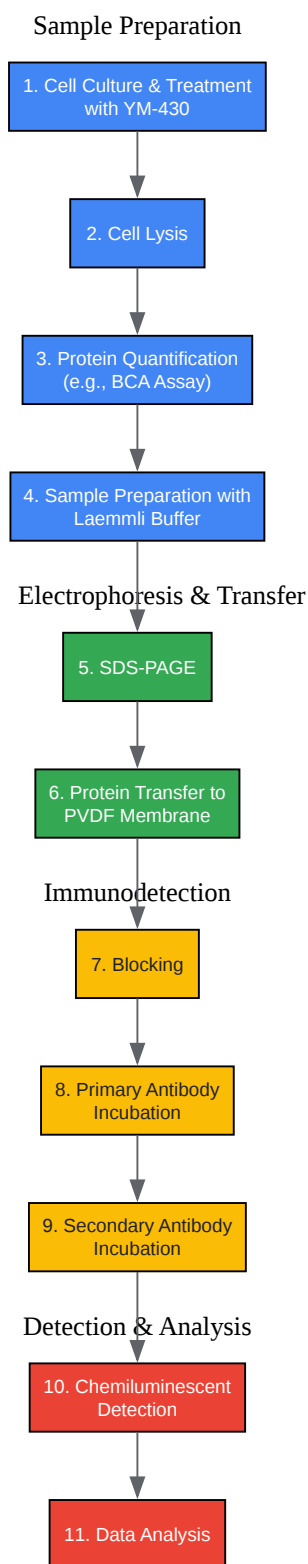 Sample Preparation
1. Cell Culture & Treatment
with YM-430
2. Cell Lysis
3. Protein Quantification
(e.g., BCA Assay)
4. Sample Preparation with
Laemmli Buffer
Electrophoresis & Transfer
5. SDS-PAGE
6. Protein Transfer to
PVDF Membrane
Immunodetection
7. Blocking
8. Primary Antibody
Incubation
9. Secondary Antibody
Incubation
Detection & Analysis
10. Chemiluminescent
Detection
11. Data Analysis